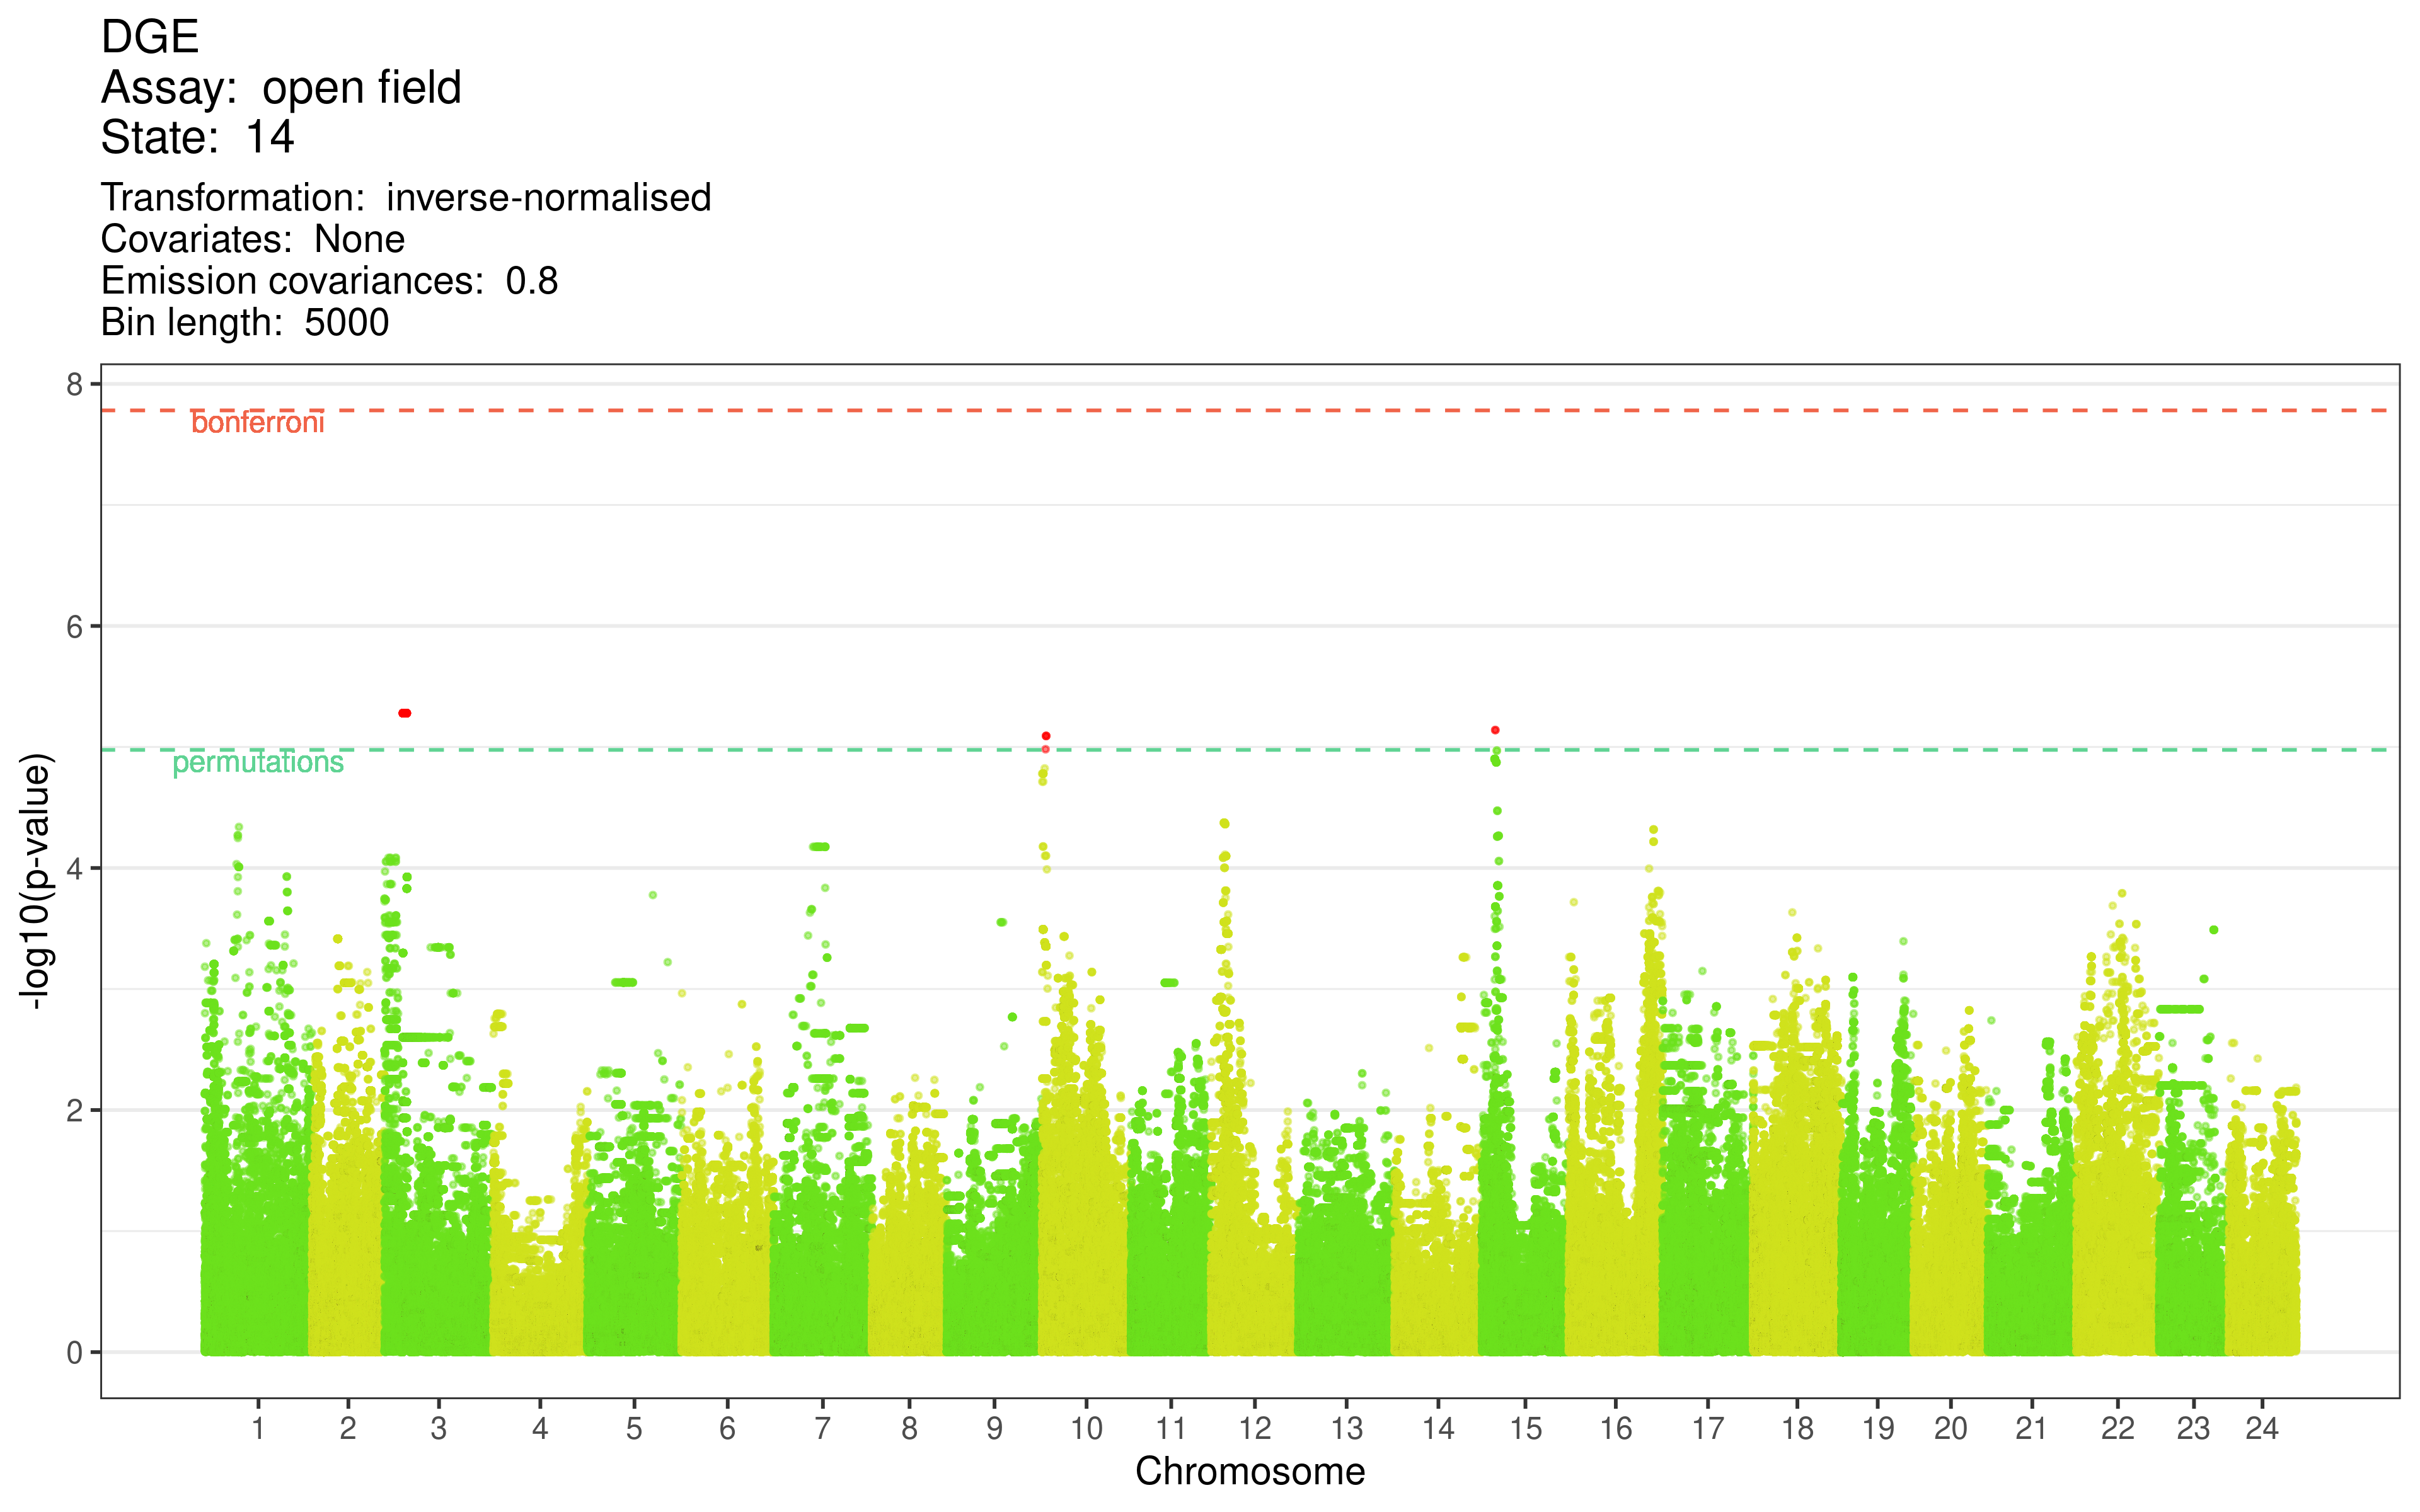 DGE
Assay:  open field
State:  14
Transformation:  inverse-normalised
Covariates:  None
Emission covariances:  0.8
Bin length:  5000
8
bonferroni
6
permutations
4
2
0
-log10(p-value)
1 2 3 4 5 6 7 8 9 10 11 12 13 14 15 16 17 18 19 20 21 22 23 24
Chromosome